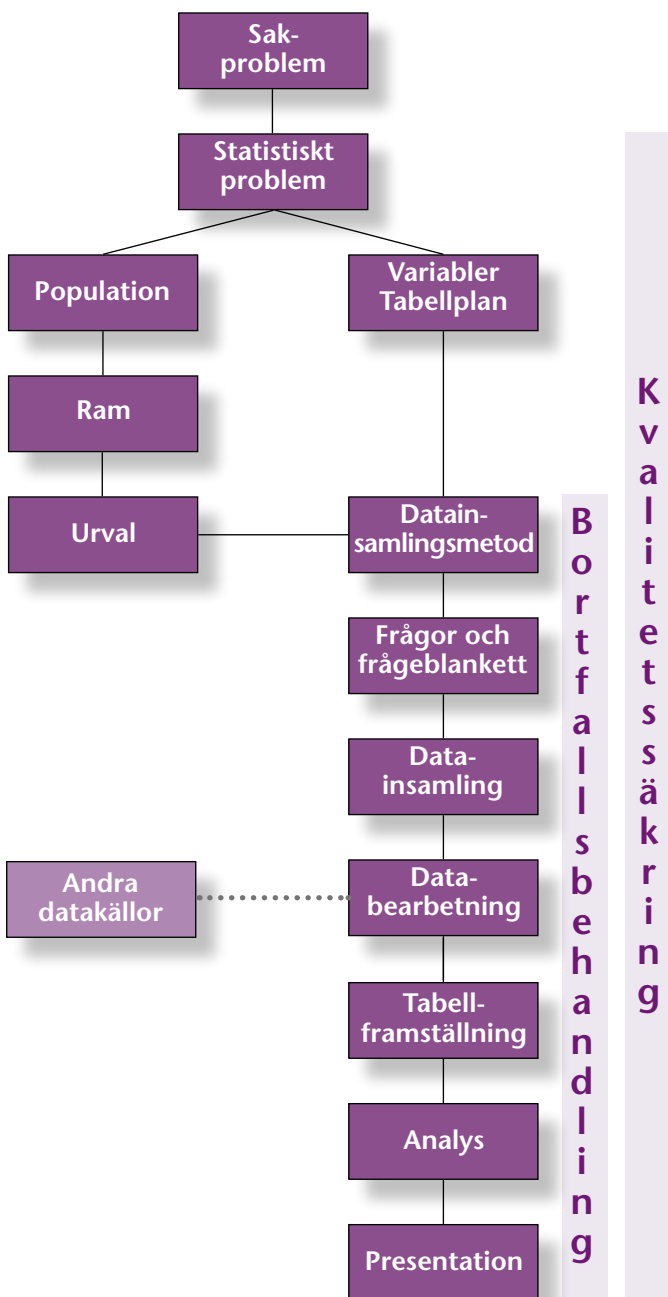 Sak-
problem
Statistiskt
problem
Population
Variabler
Tabellplan
Ram
Urval
Datain-
samlingsmetod
Frågor och
frågeblankett
Data-
insamling
Andra
datakällor
Data-
bearbetning
Tabell-
framställning
Analys
Presentation
Bortfallsbehandling
Kvalitetssäkring